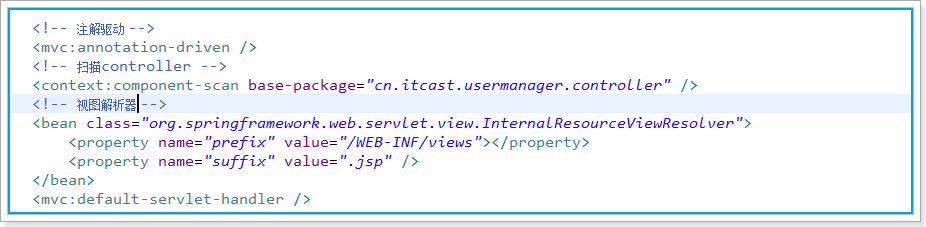 <!-- 注解驱动 -->
<mvc:annotation-driven />
<!-- 扫描controller -->
<context:component-scan base-package="cn.itcast.usermanager.controller" />
<!-- 视图解析器 -->
<bean class="org.springframework.web.servlet.view.InternalResourceViewResolver">
    <property name="prefix" value="/WEB-INF/views"></property>
    <property name="suffix" value=".jsp" />
</bean>
<mvc:default-servlet-handler />